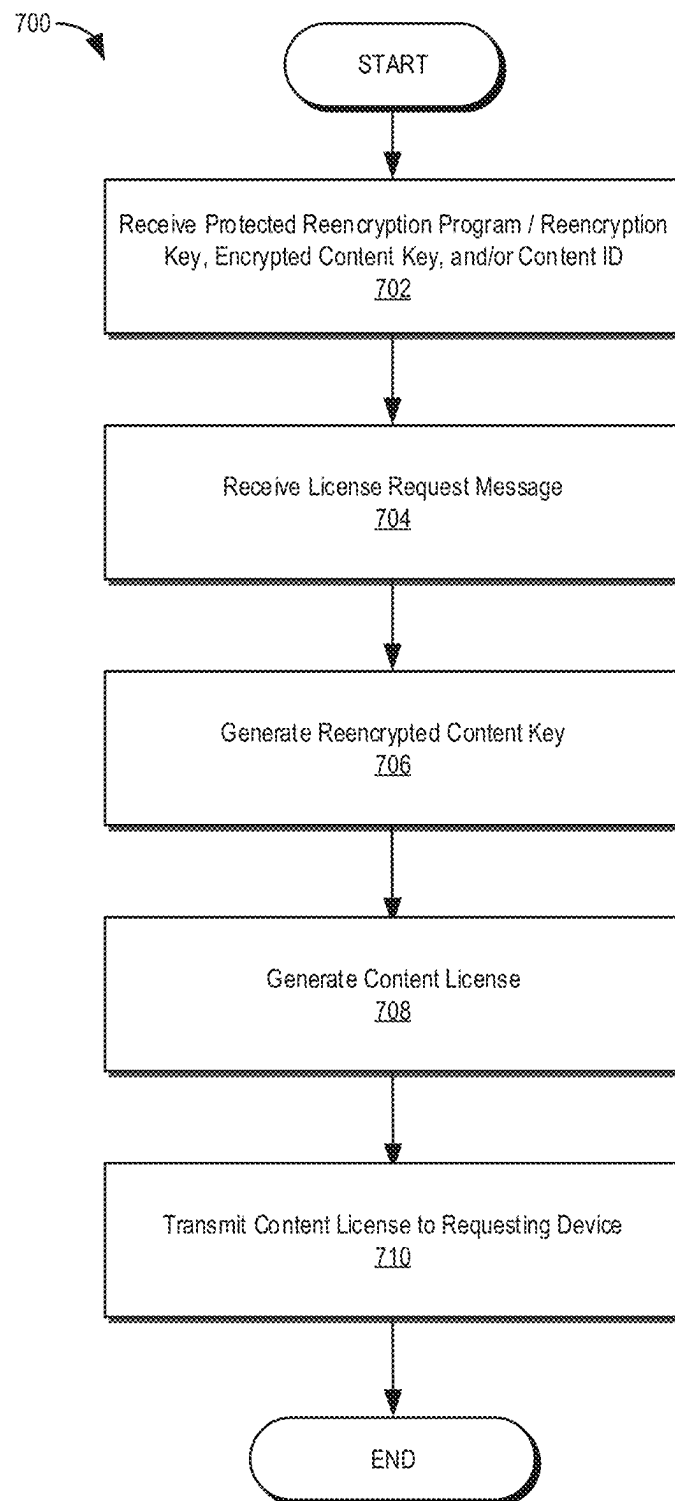 700
START
Receive Protected Reencryption Program / Reencryption
Key, Encrypted Content Key, and/or Content ID
702
Receive License Request Message
704
Generate Reencrypted Content Key
706
Generate Content License
708
Transmit Content License to Requesting Device
710
END